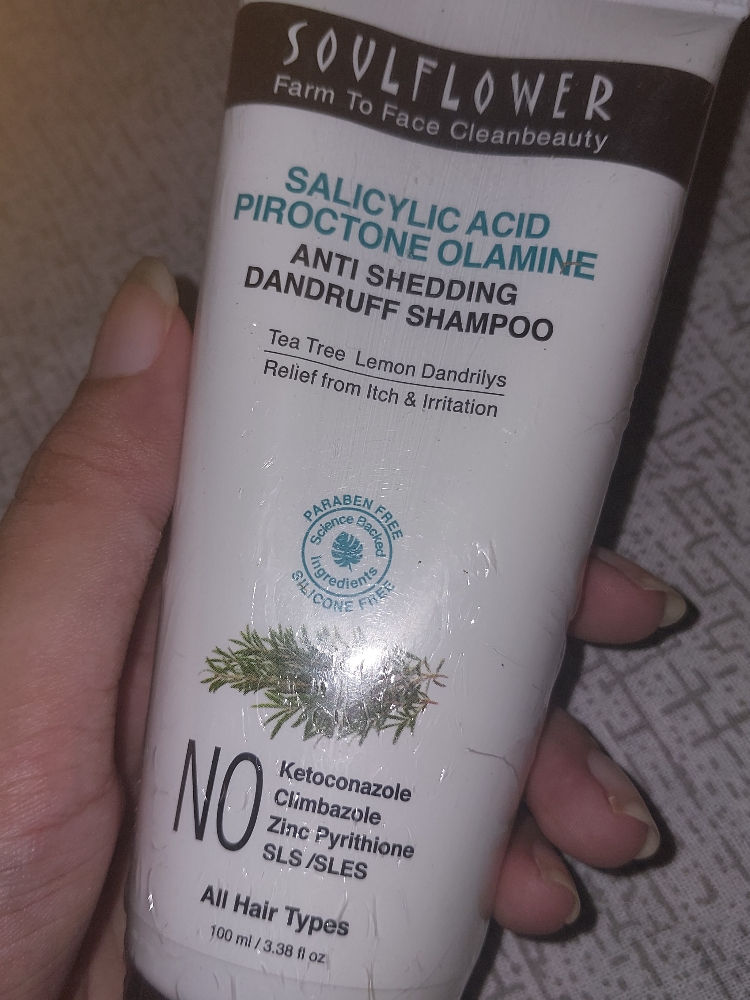 SOULFLOWER
Farm To Face Cleanbeauty
SALICYLIC ACID
PIROCTONE OLAMINE
ANTI SHEDDING
DANDRUFF SHAMPOO
Tea Tree Lemon Dandrilys
Relief from Itch & Irritation
PARABEN FREE
Science Backed
Ingredients
SILICONE FREE
NO
Ketoconazole
Climbazole
Zinc Pyrithione
SLS /SLES
All Hair Types
100 ml / 3.38 fl oz